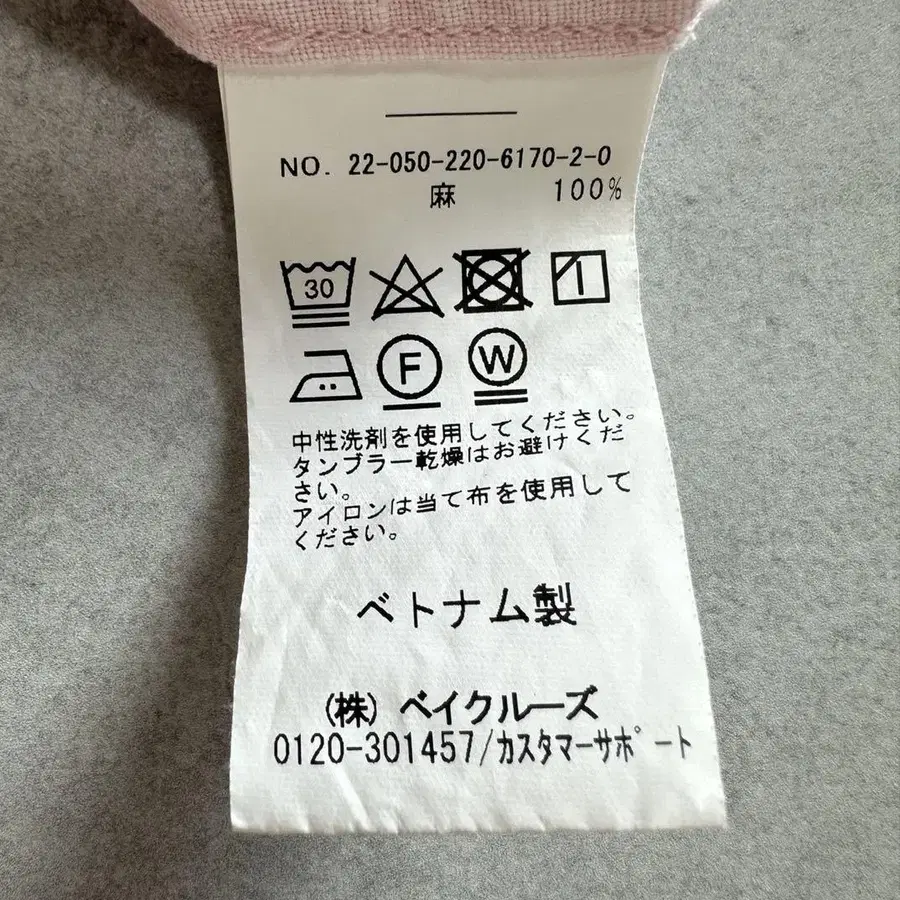 NO. 22-050-220-6170-2-0
麻 100%
30
F W
中性洗剤を使用してください。
タンブラー乾燥はお避けくだ
さい。
アイロンは当て布を使用して
ください。
ベトナム製
(株) ベイクルーズ
0120-301457/カスタマーサポート